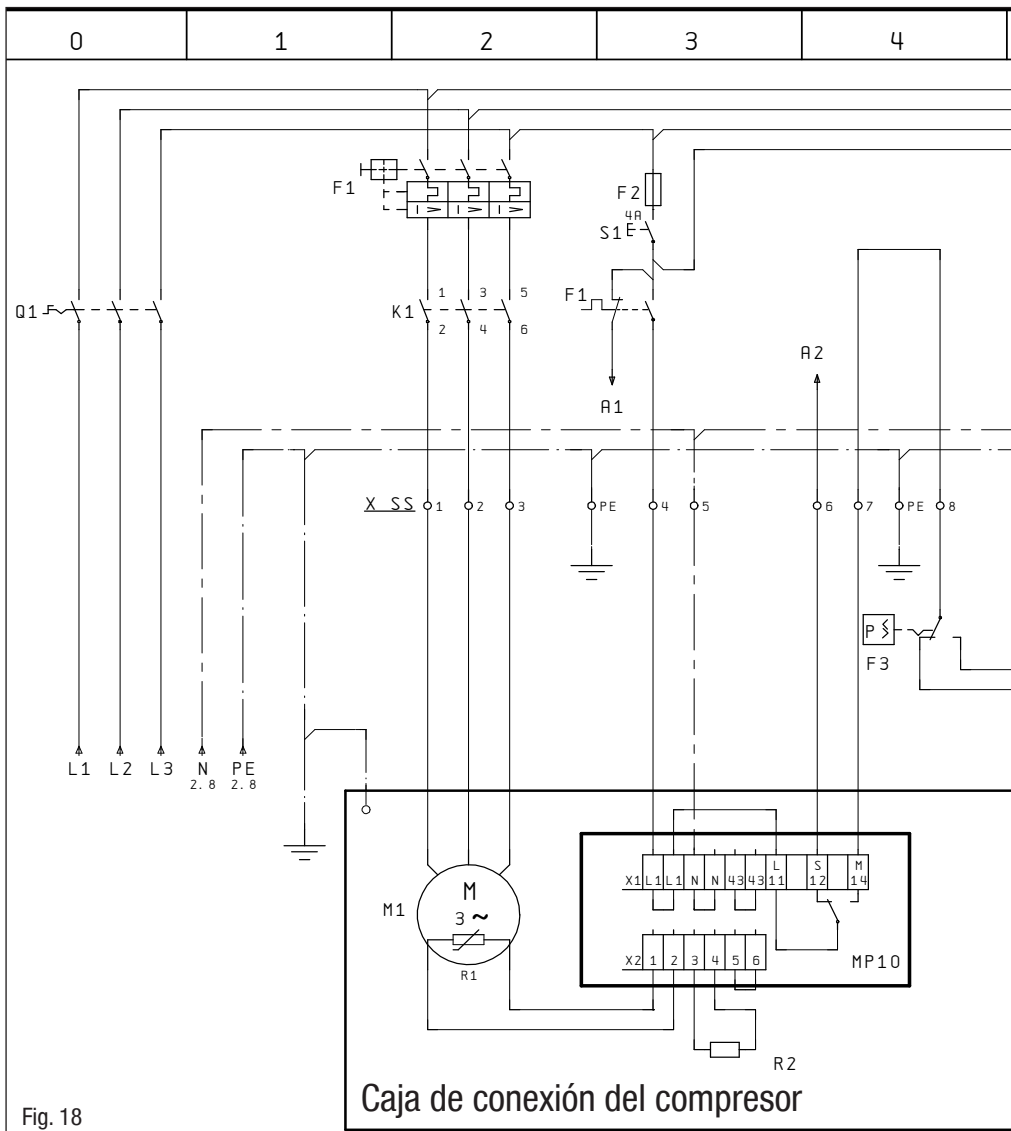 0 1 2 3 4
F1
F2
4A
S1
Q1
K1
1 3 5
2 4 6
F1
A1
A2
X SS 1 2 3 PE 4 5 6 7 PE 8
P
F3
L1 L2 L3 N PE
2.8 2.8
M1
M
3 ~
R1
X1 L1 L1 N N 43 43 L 11 S 12 M 14
X2 1 2 3 4 5 6
MP10
R2
Caja de conexión del compresor
Fig. 18